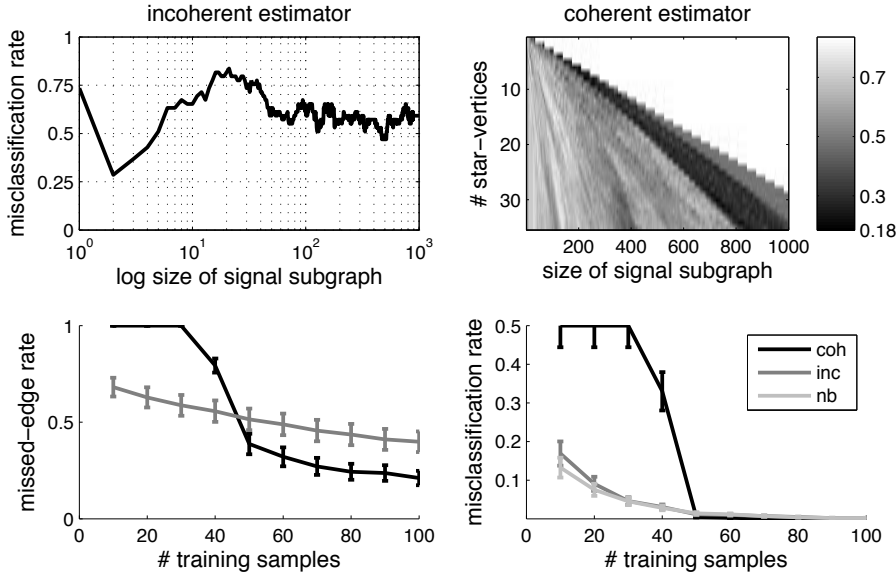 incoherent estimator
misclassification rate
1
0.75
0.5
0.25
0
10^0 10^1 10^2 10^3
log size of signal subgraph
coherent estimator
# star−vertices
10
20
30
200 400 600 800 1000
size of signal subgraph
0.7
0.5
0.3
0.18
missed−edge rate
1
0.5
0
0 20 40 60 80 100
# training samples
misclassification rate
0.5
0.4
0.3
0.2
0.1
0 20 40 60 80 100
# training samples
coh
inc
nb